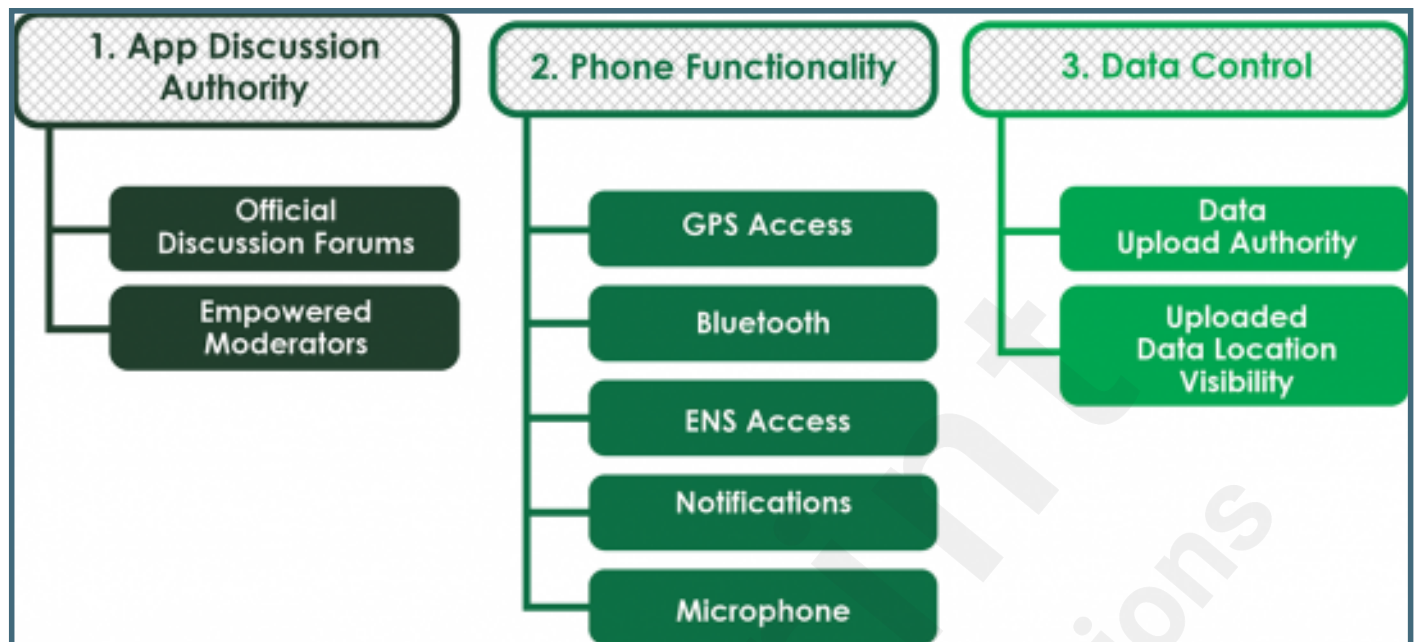 1. App Discussion
Authority
Official
Discussion Forums
Empowered
Moderators
2. Phone Functionality
GPS Access
Bluetooth
ENS Access
Notifications
Microphone
3. Data Control
Data
Upload Authority
Uploaded
Data Location
Visibility